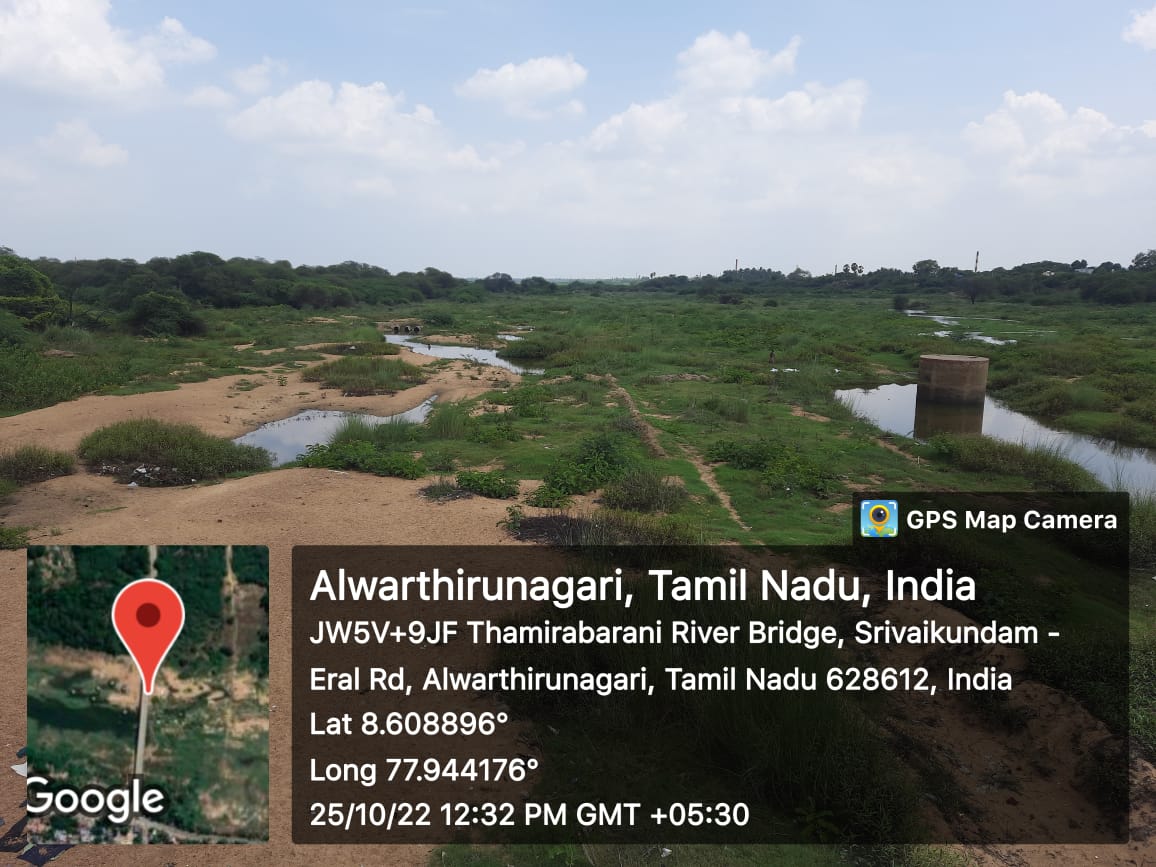 GPS Map Camera
Alwarthirunagari, Tamil Nadu, India
JW5V+9JF Thamirabarani River Bridge, Srivaikundam -
Eral Rd, Alwarthirunagari, Tamil Nadu 628612, India
Lat 8.608896°
Long 77.944176°
25/10/22 12:32 PM GMT +05:30
Google